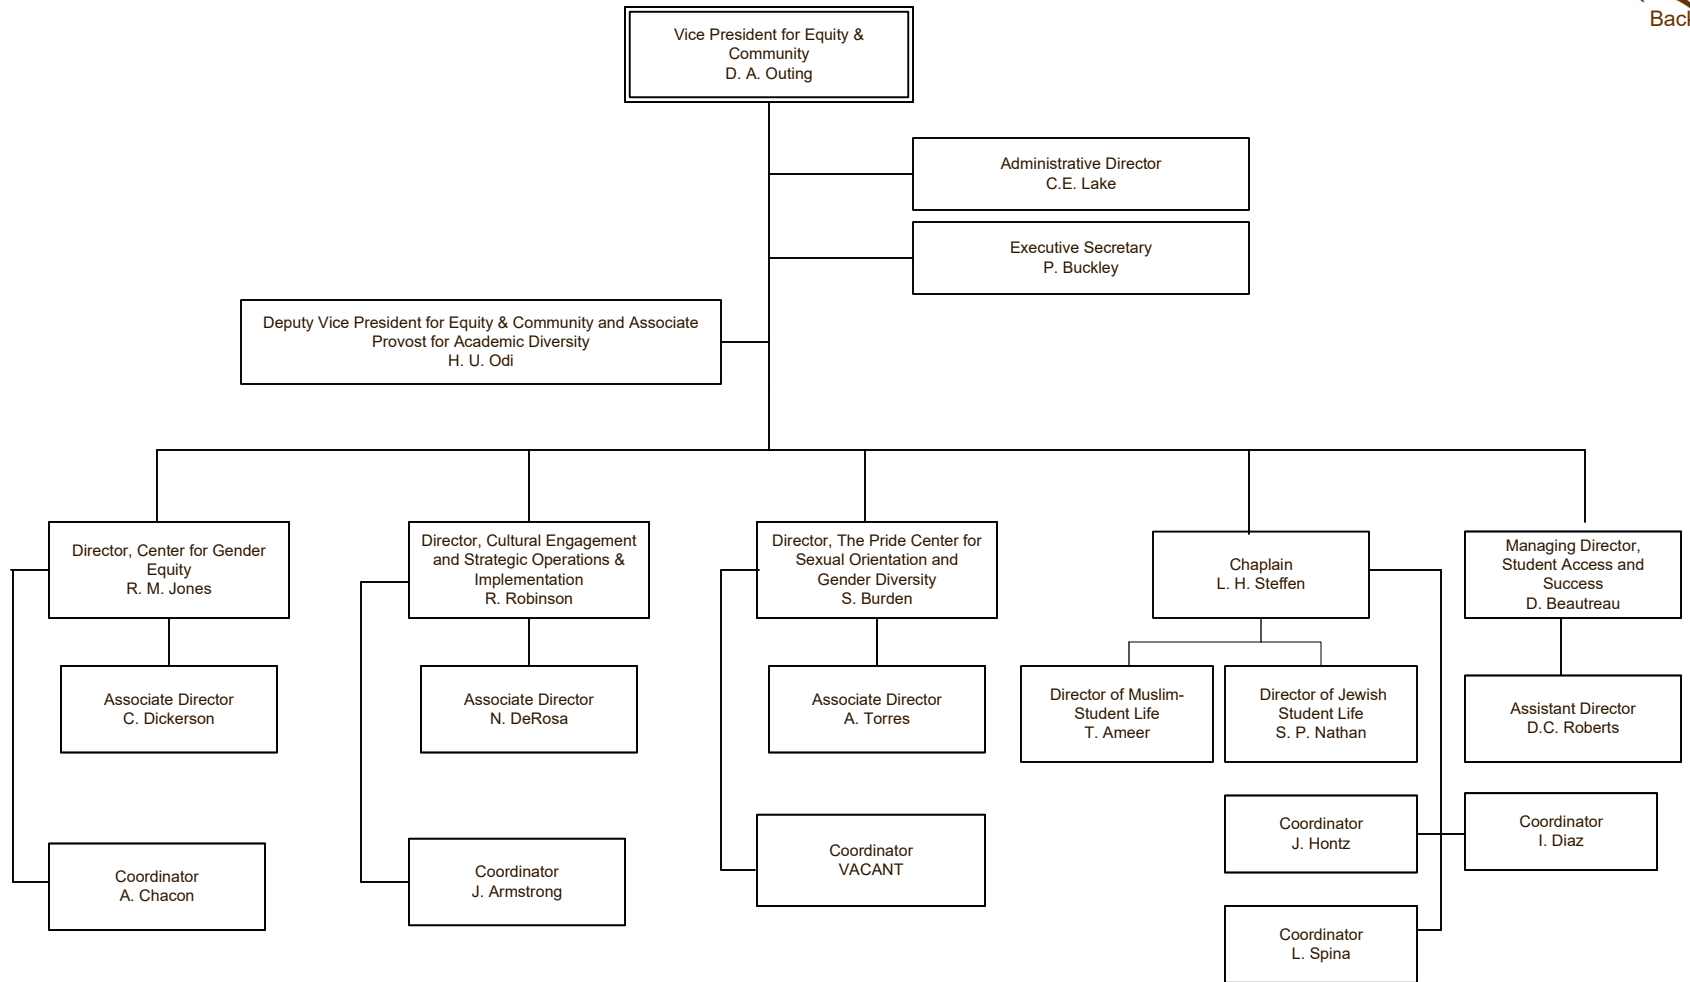 Back
Vice President for Equity &
Community
D. A. Outing
Administrative Director
C.E. Lake
Executive Secretary
P. Buckley
Deputy Vice President for Equity & Community and Associate
Provost for Academic Diversity
H. U. Odi
Director, Center for Gender
Equity
R. M. Jones
Director, Cultural Engagement
and Strategic Operations &
Implementation
R. Robinson
Director, The Pride Center for
Sexual Orientation and
Gender Diversity
S. Burden
Chaplain
L. H. Steffen
Managing Director,
Student Access and
Success
D. Beautreau
Associate Director
C. Dickerson
Associate Director
N. DeRosa
Associate Director
A. Torres
Director of Muslim-
Student Life
T. Ameer
Director of Jewish
Student Life
S. P. Nathan
Assistant Director
D.C. Roberts
Coordinator
A. Chacon
Coordinator
J. Armstrong
Coordinator
VACANT
Coordinator
J. Hontz
Coordinator
I. Diaz
Coordinator
L. Spina